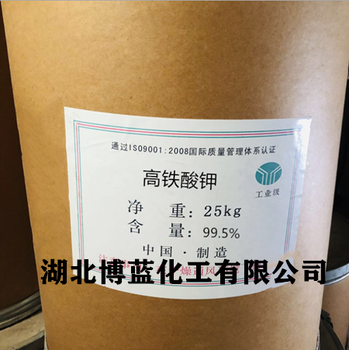 通过ISO9001:2008国际质量管理体系认证
高铁酸钾
工业级
净 重：25kg
含 量：99.5%
中国·制造
湖北博蓝化工有限公司